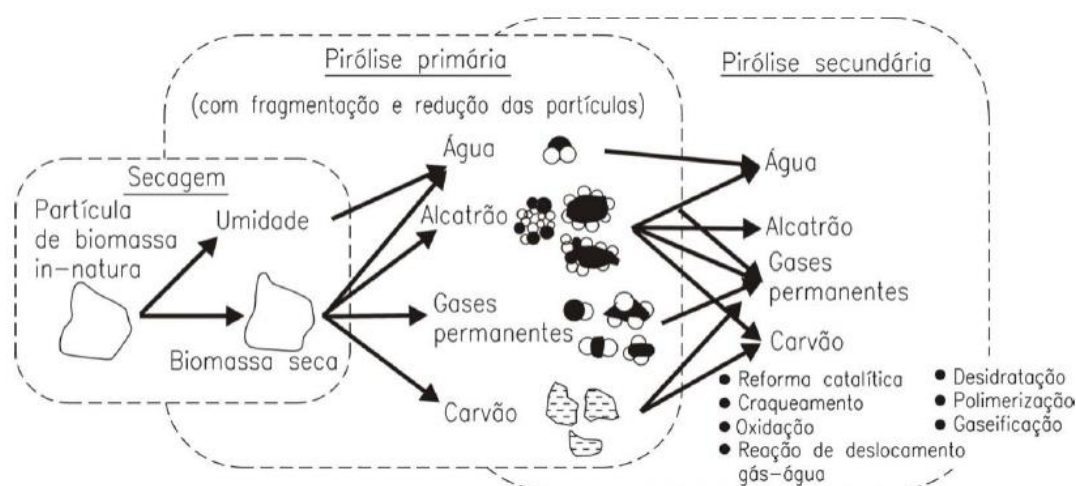 Pirólise primária
(com fragmentação e redução das partículas)
Pirólise secundária
Secagem
Partícula
de biomassa
in-natura
Umidade
Biomassa seca
Água
Alcatrão
Gases
permanentes
Carvão
Água
Alcatrão
Gases
permanentes
Carvão
Reforma catalítica
Craqueamento
Oxidação
Reação de deslocamento
gás-água
Desidratação
Polimerização
Gaseificação